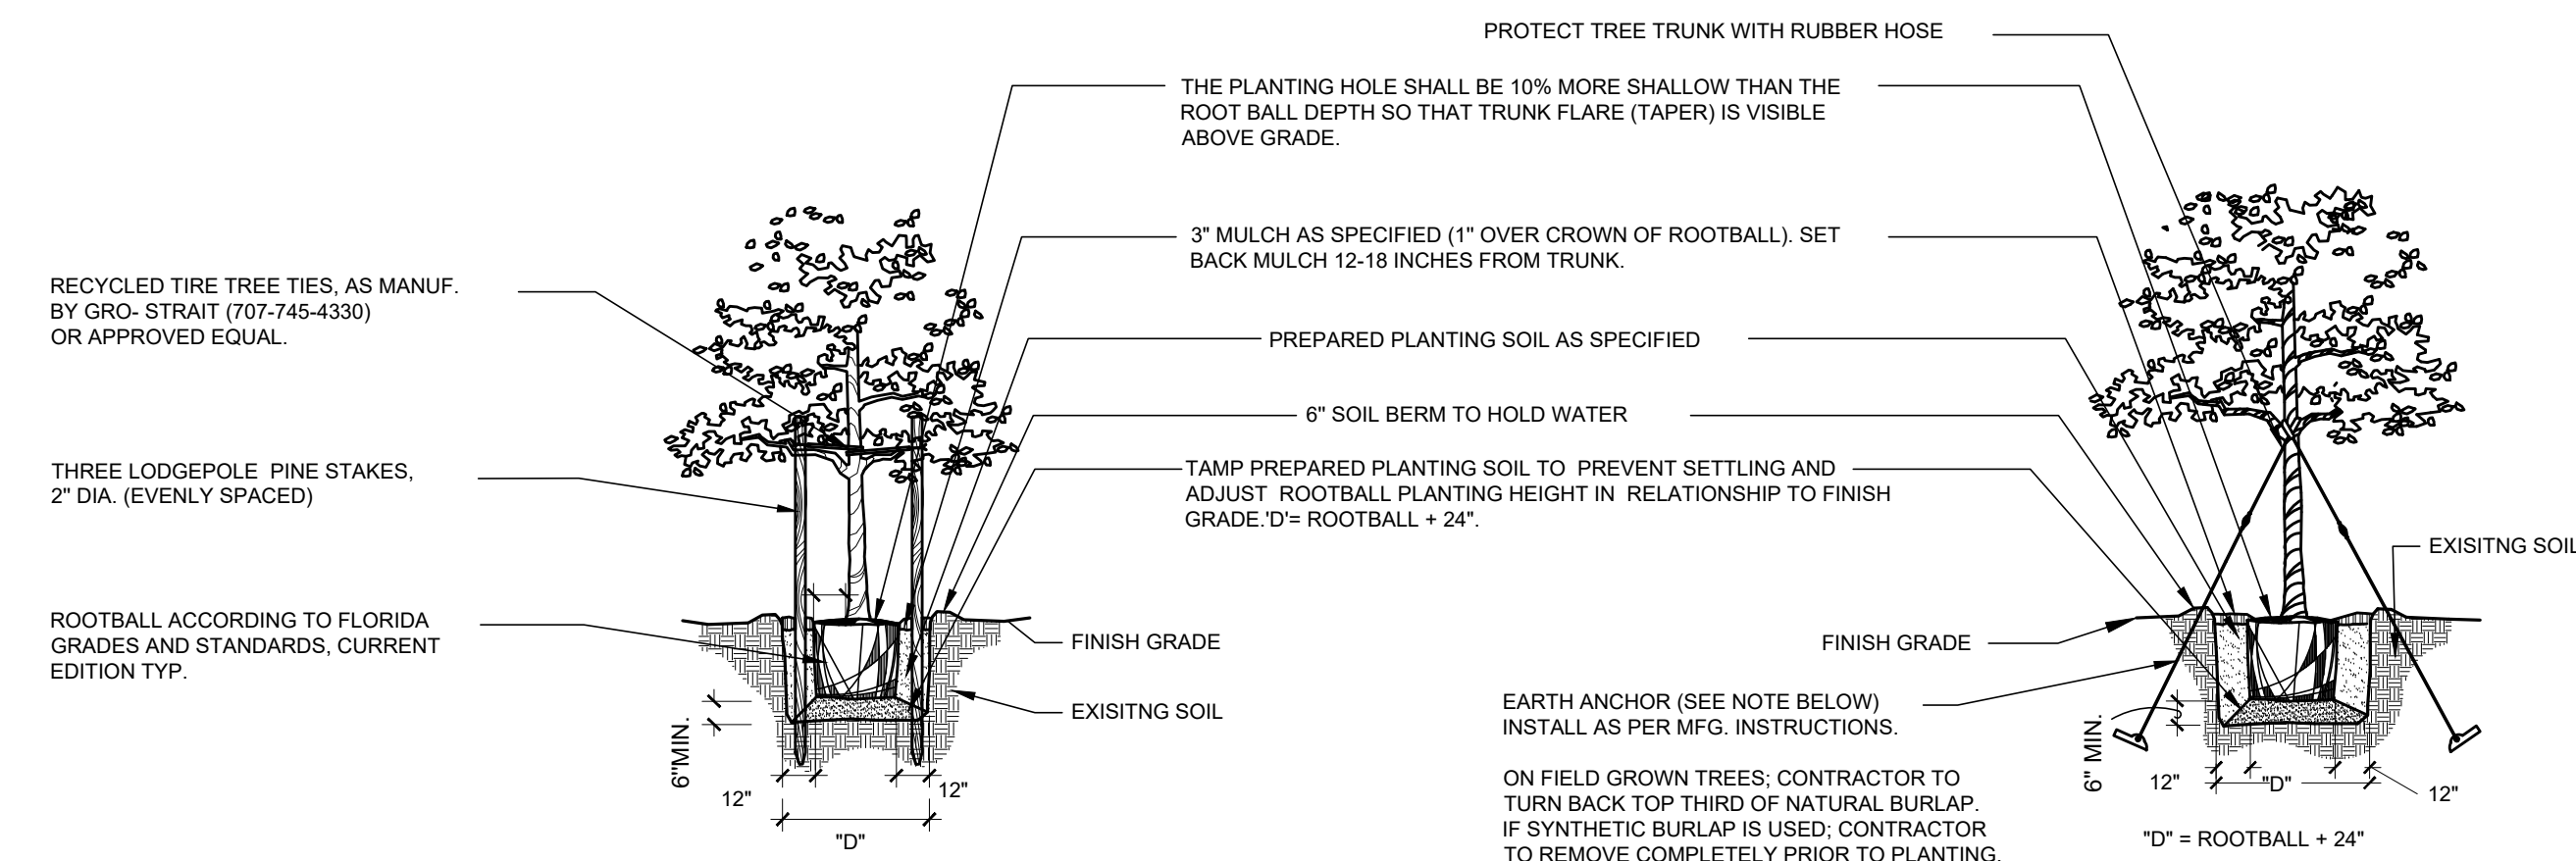 PROTECT TREE TRUNK WITH RUBBER HOSE
THE PLANTING HOLE SHALL BE 10% MORE SHALLOW THAN THE
ROOT BALL DEPTH SO THAT TRUNK FLARE (TAPER) IS VISIBLE
ABOVE GRADE.
3" MULCH AS SPECIFIED (1" OVER CROWN OF ROOTBALL). SET
BACK MULCH 12-18 INCHES FROM TRUNK.
RECYCLED TIRE TREE TIES, AS MANUF.
BY GRO- STRAIT (707-745-4330)
OR APPROVED EQUAL.
PREPARED PLANTING SOIL AS SPECIFIED
6" SOIL BERM TO HOLD WATER
THREE LODGEPOLE PINE STAKES,
2" DIA. (EVENLY SPACED)
TAMP PREPARED PLANTING SOIL TO PREVENT SETTLING AND
ADJUST ROOTBALL PLANTING HEIGHT IN RELATIONSHIP TO FINISH
GRADE.'D'= ROOTBALL + 24".
EXISITNG SOIL
ROOTBALL ACCORDING TO FLORIDA
GRADES AND STANDARDS, CURRENT
EDITION TYP.
FINISH GRADE
EXISITNG SOIL
6"MIN.
12"
12"
"D"
FINISH GRADE
EARTH ANCHOR (SEE NOTE BELOW)
INSTALL AS PER MFG. INSTRUCTIONS.
ON FIELD GROWN TREES; CONTRACTOR TO
TURN BACK TOP THIRD OF NATURAL BURLAP.
IF SYNTHETIC BURLAP IS USED; CONTRACTOR
TO REMOVE COMPLETELY PRIOR TO PLANTING.
6" MIN.
12"
"D"
12"
"D" = ROOTBALL + 24"